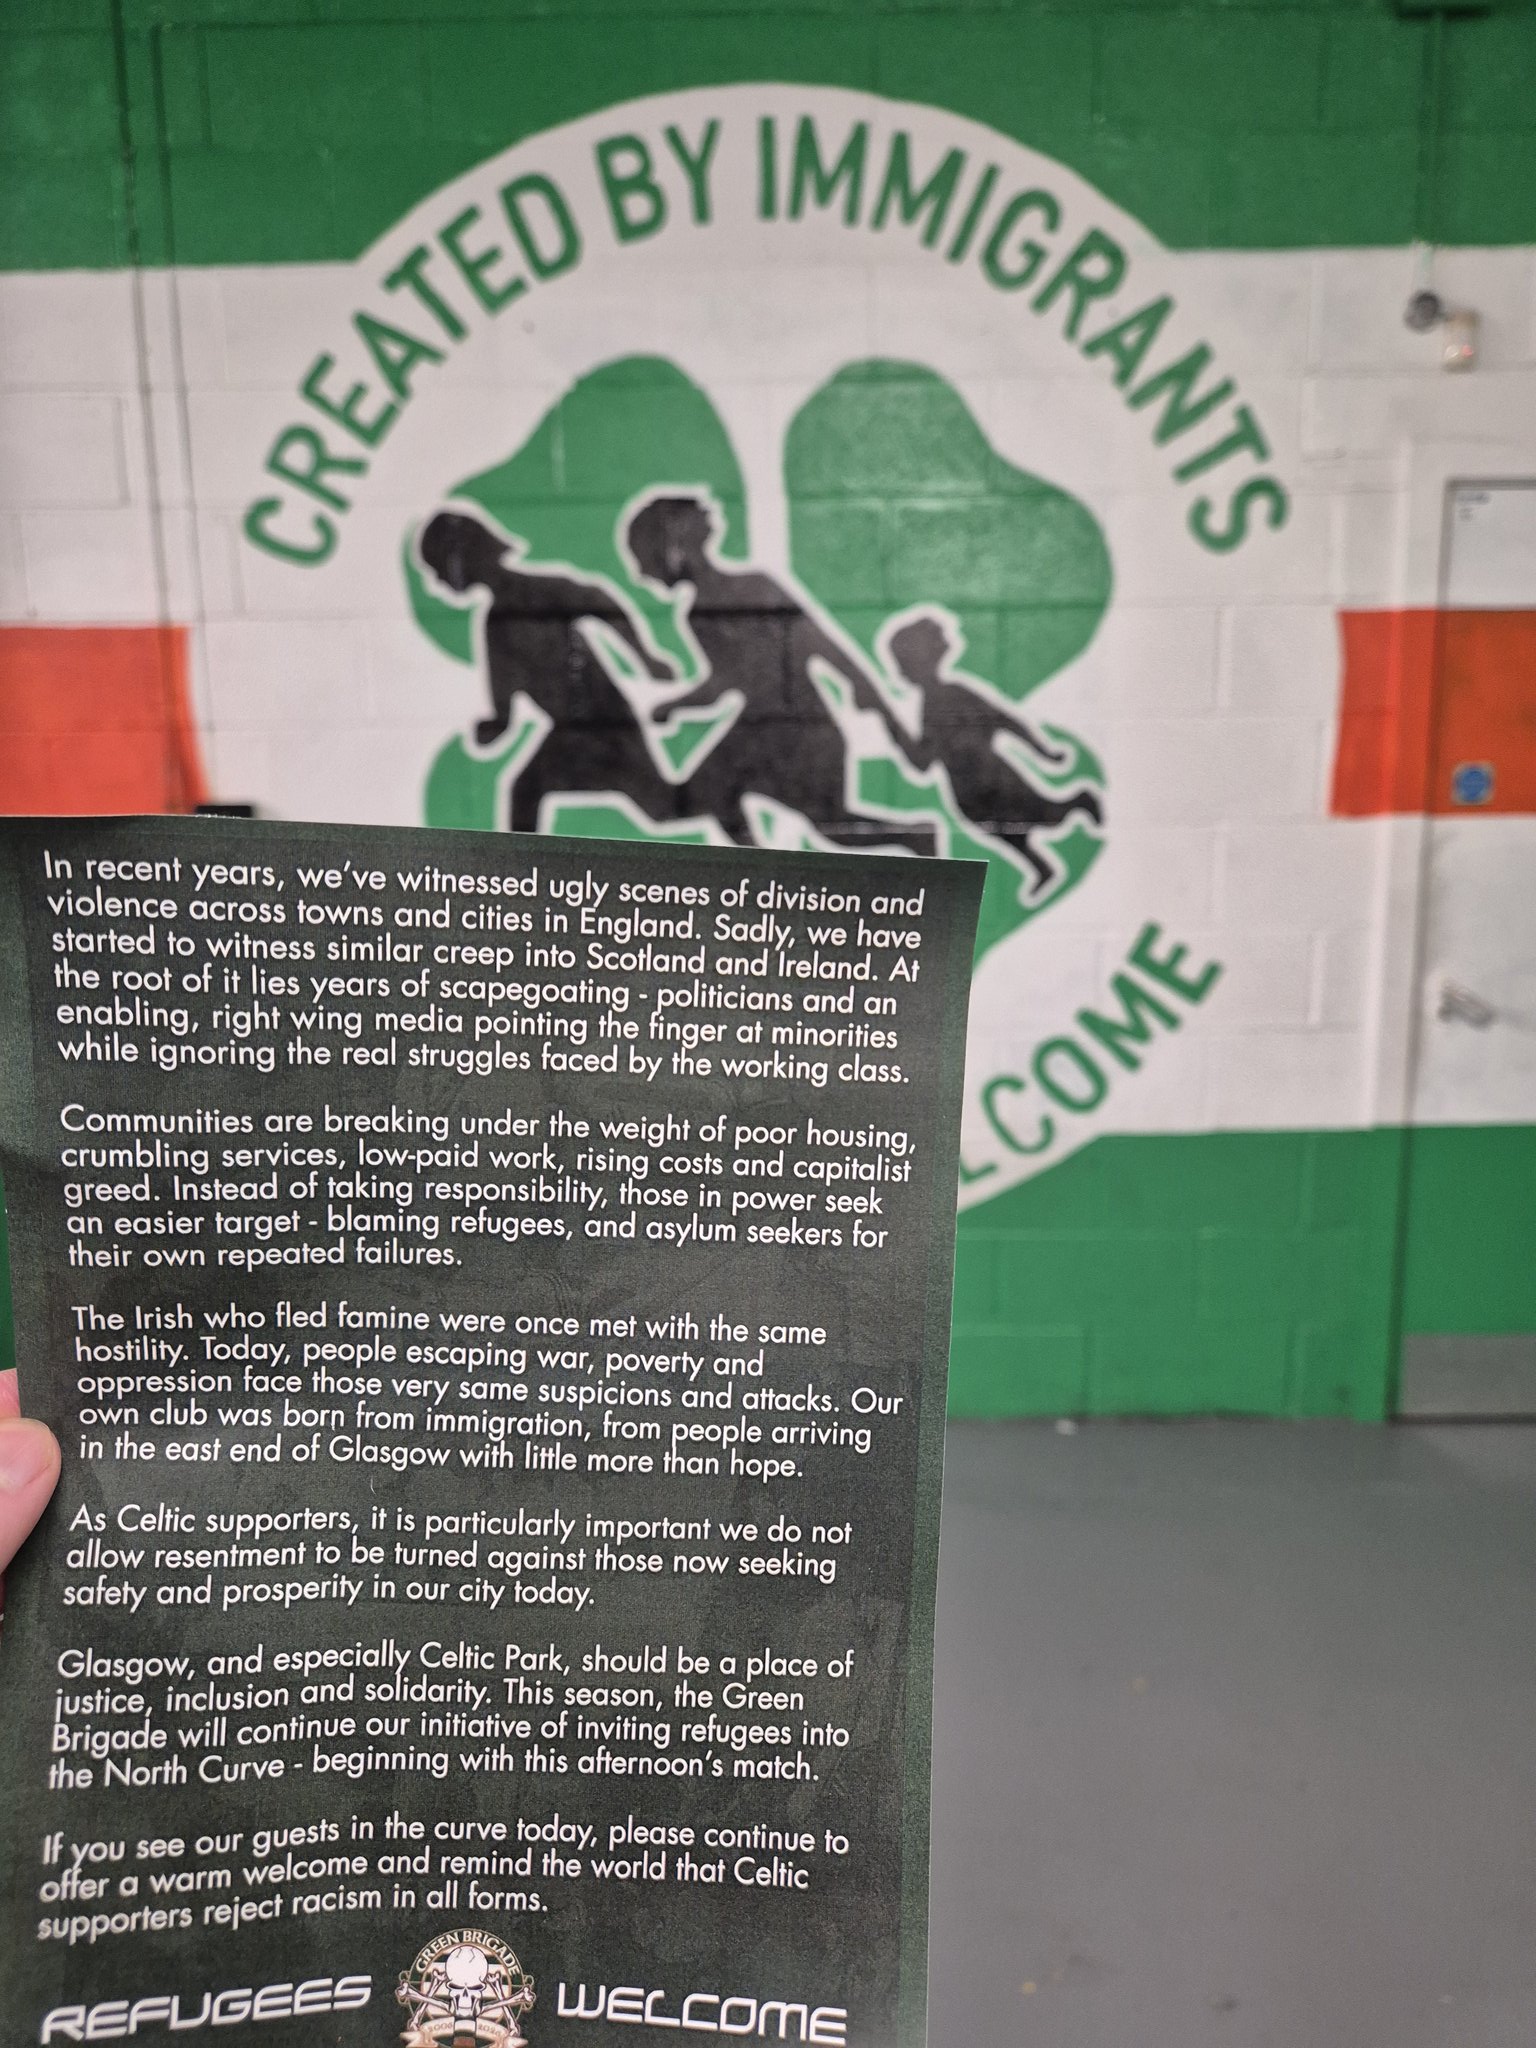 CREATED BY IMMIGRANTS
COME
In recent years, we've witnessed ugly scenes of division and
violence across towns and cities in England. Sadly, we have
started to witness similar creep into Scotland and Ireland. At
the root of it lies years of scapegoating - politicians and an
enabling, right wing media pointing the finger at minorities
while ignoring the real struggles faced by the working class.
Communities are breaking under the weight of poor housing,
crumbling services, low-paid work, rising costs and capitalist
greed. Instead of taking responsibility, those in power seek
an easier target - blaming refugees, and asylum seekers for
their own repeated failures.
The Irish who fled famine were once met with the same
hostility. Today, people escaping war, poverty and
oppression face those very same suspicions and attacks. Our
own club was born from immigration, from people arriving
in the east end of Glasgow with little more than hope.
As Celtic supporters, it is particularly important we do not
allow resentment to be turned against those now seeking
safety and prosperity in our city today.
Glasgow, and especially Celtic Park, should be a place of
justice, inclusion and solidarity. This season, the Green
Brigade will continue our initiative of inviting refugees into
the North Curve - beginning with this afternoon's match.
If you see our guests in the curve today, please continue to
offer a warm welcome and remind the world that Celtic
supporters reject racism in all forms.
GREEN BRIGADE
REFUGEES WELCOME